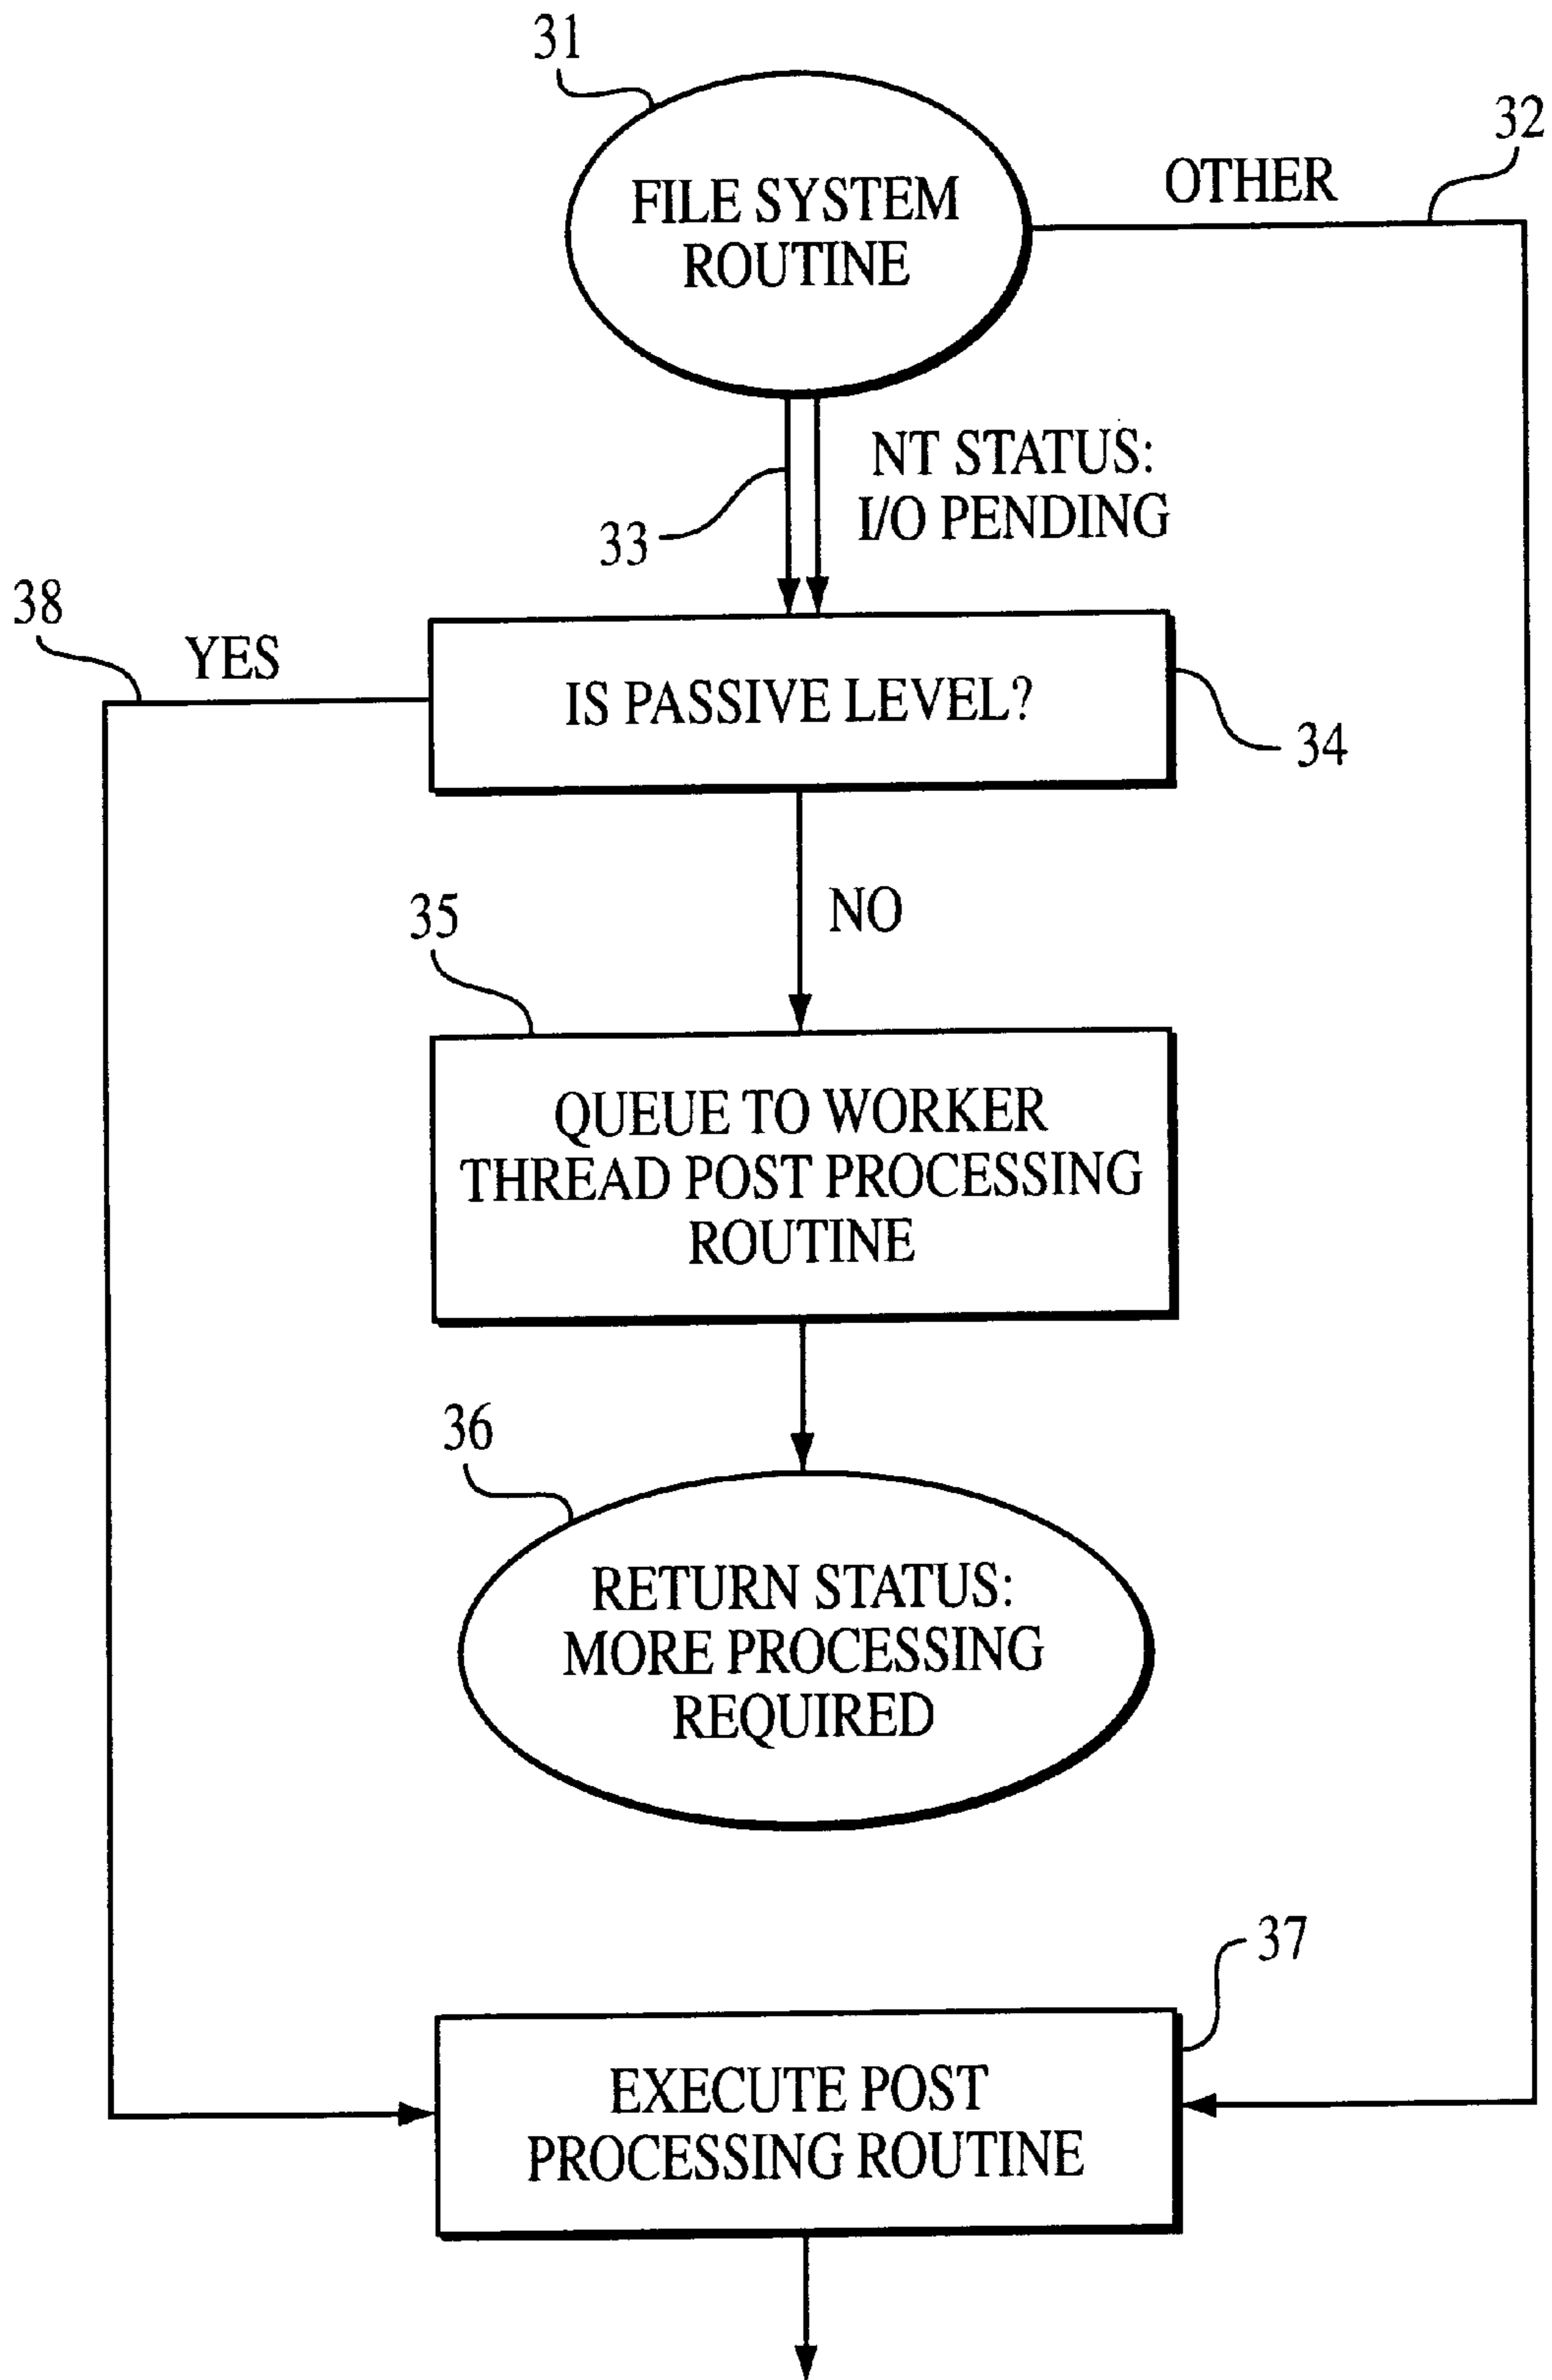 31
32
OTHER
FILE SYSTEM
ROUTINE
NT STATUS:
I/O PENDING
33
38
YES
IS PASSIVE LEVEL?
34
NO
35
QUEUE TO WORKER
THREAD POST PROCESSING
ROUTINE
36
RETURN STATUS:
MORE PROCESSING
REQUIRED
37
EXECUTE POST
PROCESSING ROUTINE